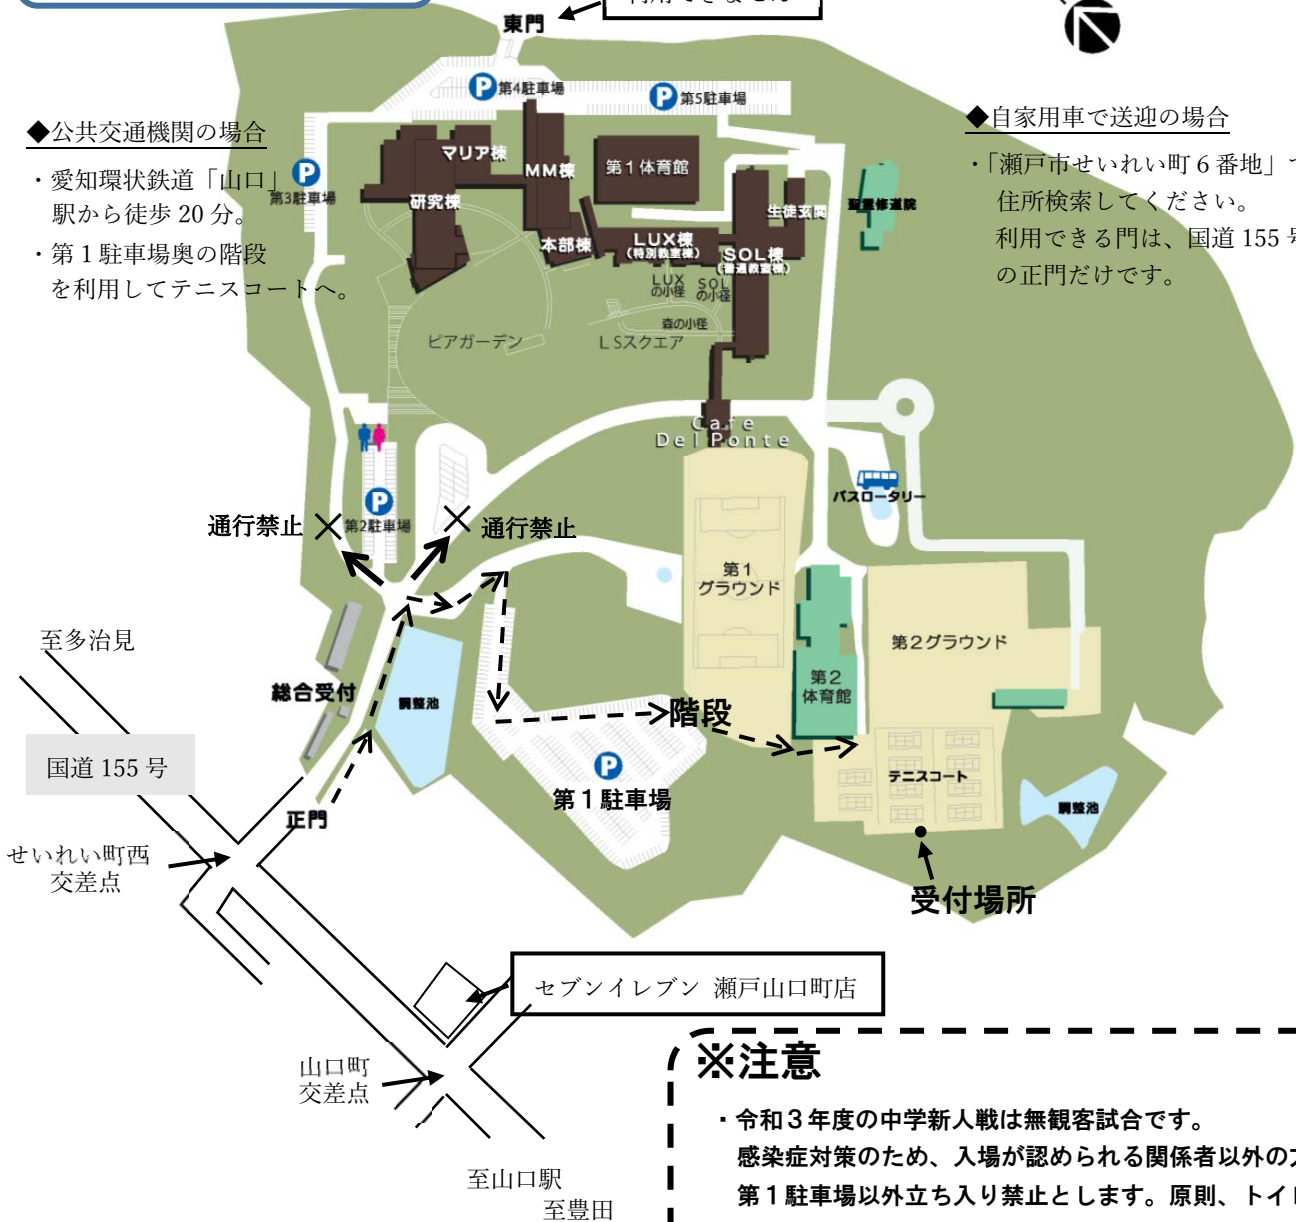 東門
P 第4駐車場
P 第5駐車場
◆公共交通機関の場合
・愛知環状鉄道「山口」
駅から徒歩 20 分。
・第1駐車場奥の階段
を利用してテニスコートへ。
◆自家用車で送迎の場合
・「瀬戸市せいれい町6番地」
住所検索してください。
利用できる門は、国道 155
の正門だけです。
P
第3駐車場
マリア棟
MM棟
第1体育館
研究棟
本部棟
LUX棟
(特別教室棟)
SOL棟
(普通教室棟)
生徒玄関
聖霊修道院
LUX
の小径
SOL
の小径
森の小径
ピアガーデン
LSスクエア
Cafe
Del Ponte
バスロータリー
P
第2駐車場
通行禁止
通行禁止
第1
グラウンド
第2グラウンド
第2
体育館
至多治見
総合受付
調整池
階段
国道 155 号
P
第1駐車場
テニスコート
調整池
正門
せいれい町西
交差点
受付場所
セブンイレブン 瀬戸山口町店
山口町
交差点
至山口駅
至豊田
※注意
・令和3年度の中学新人戦は無観客試合です。
感染症対策のため、入場が認められる関係者以外の
第1駐車場以外立ち入り禁止とします。原則、トイ